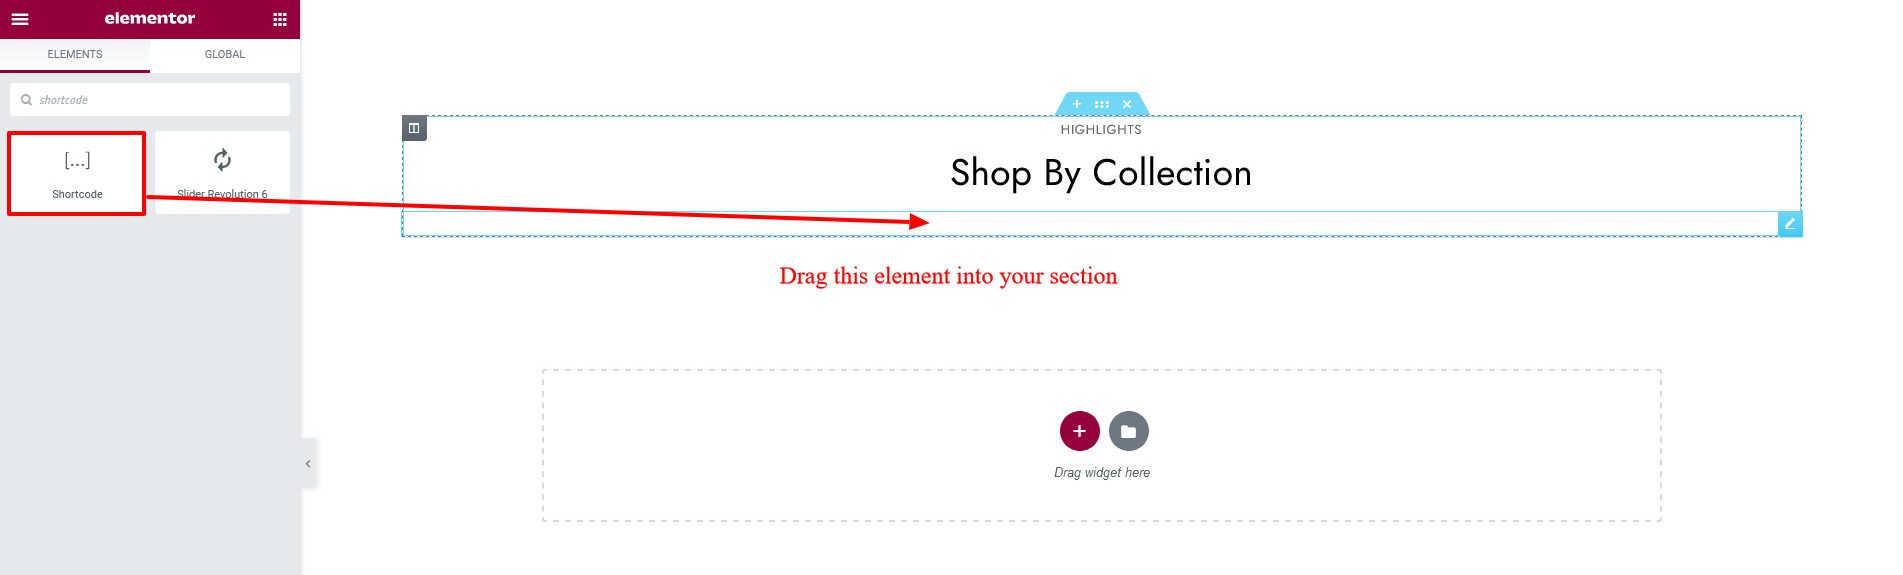 elementor
ELEMENTS
GLOBAL
shortcode
[...]
Shortcode
Slider Revolution 6
HIGHLIGHTS
Shop By Collection
Drag this element into your section
Drag widget here